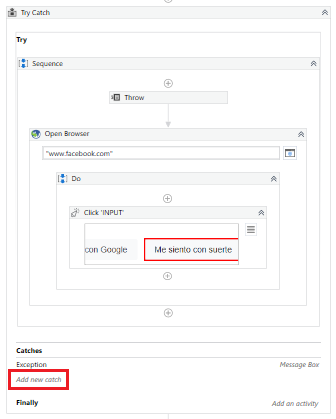 Try Catch
Try
Sequence
Throw
Open Browser
"www.facebook.com"
Do
Click 'INPUT'
con Google
Me siento con suerte
Catches
Exception
Message Box
Add new catch
Finally
Add an activity